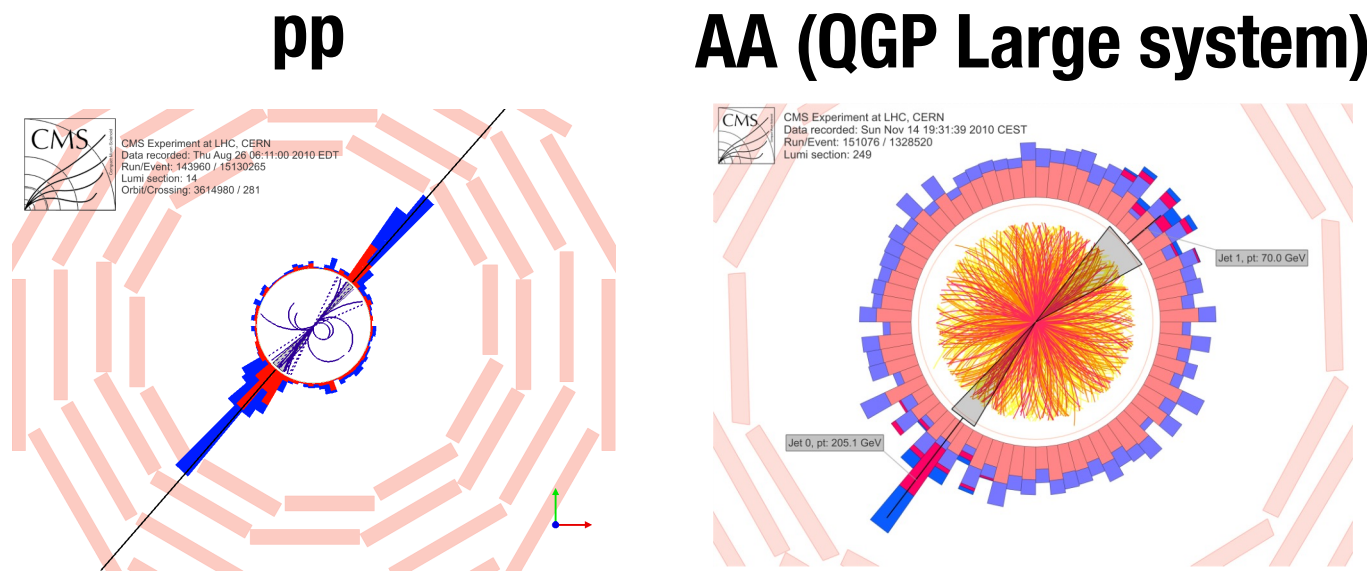 pp
AA (QGP Large system)
CMS
CMS Experiment at LHC, CERN
Data recorded: Thu Aug 26 06:11:00 2010 EDT
Run/Event: 143960 / 15130265
Lumi section: 14
Orbit/Crossing: 3614980 / 281
CMS
CMS Experiment at LHC, CERN
Data recorded: Sun Nov 14 19:31:39 2010 CEST
Run/Event: 151076 / 1328520
Lumi section: 249
Jet 1, pt: 70.0 GeV
Jet 0, pt: 205.1 GeV